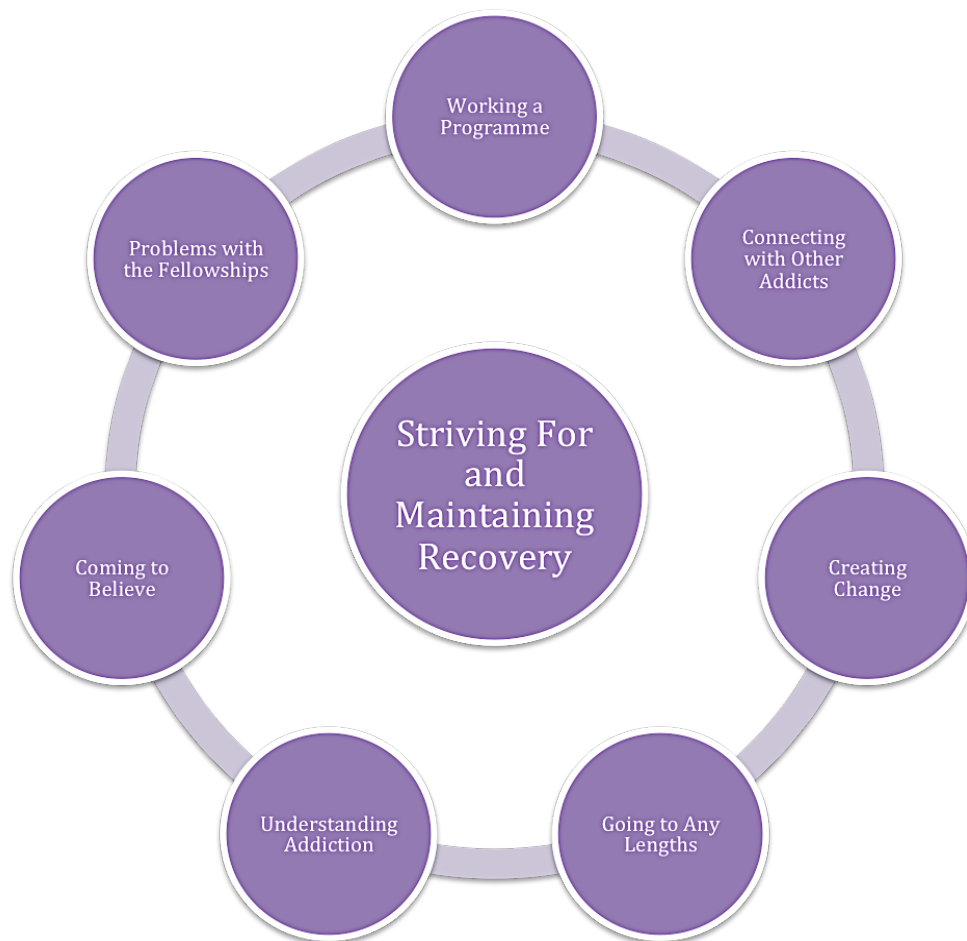 Working a
Programme
Connecting
with Other
Addicts
Creating
Change
Going to Any
Lengths
Understanding
Addiction
Coming to
Believe
Problems with
the Fellowships
Striving For
and
Maintaining
Recovery